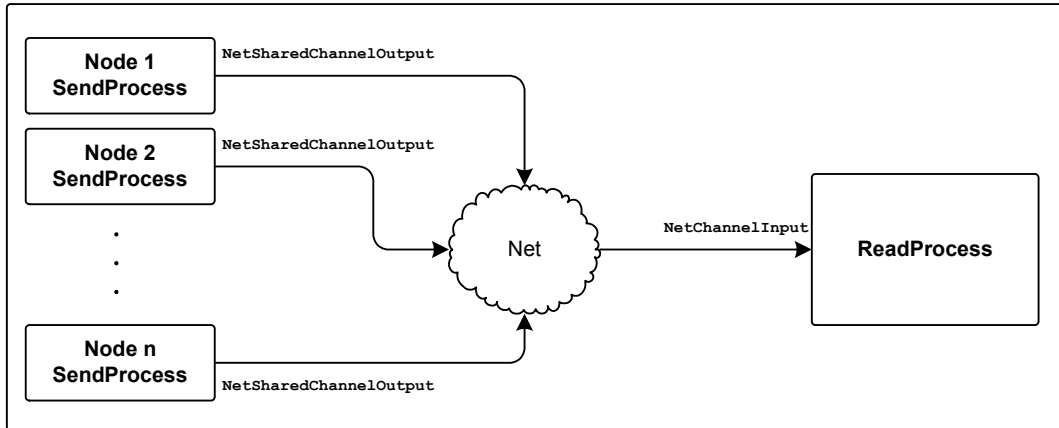 Node 1
SendProcess
NetSharedChannelOutput
Node 2
SendProcess
NetSharedChannelOutput
.
.
.
Node n
SendProcess
NetSharedChannelOutput
Net
NetChannelInput
ReadProcess